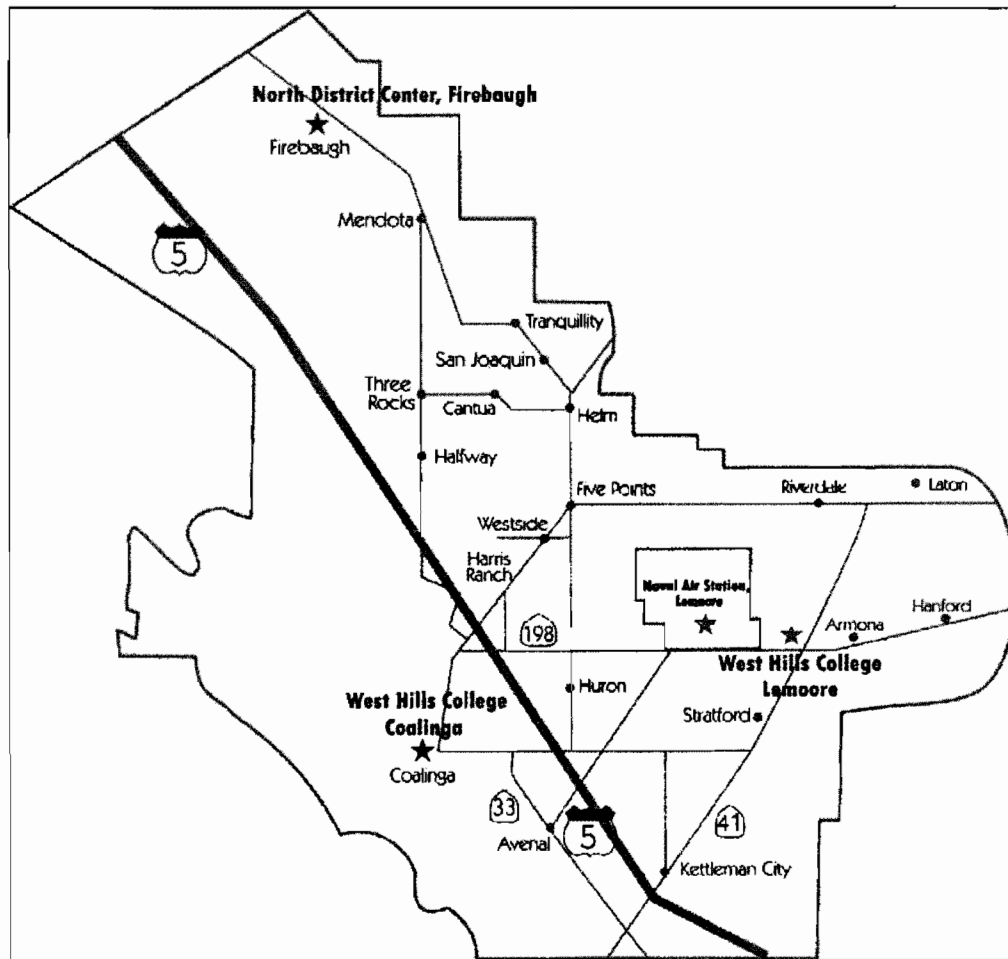 North District Center, Firebaugh
Firebaugh
5
Mendota
Tranquillity
San Joaquin
Three
Rocks
Cantua
Helm
Halfway
Five Points
Riverdale
Laton
Westside
Harris
Ranch
Naval Air Station,
Lemoore
198
Armona
Hanford
West Hills College
Lemoore
Huron
West Hills College
Coalinga
Stratford
Coalinga
33
5
41
Avenal
Kettleman City